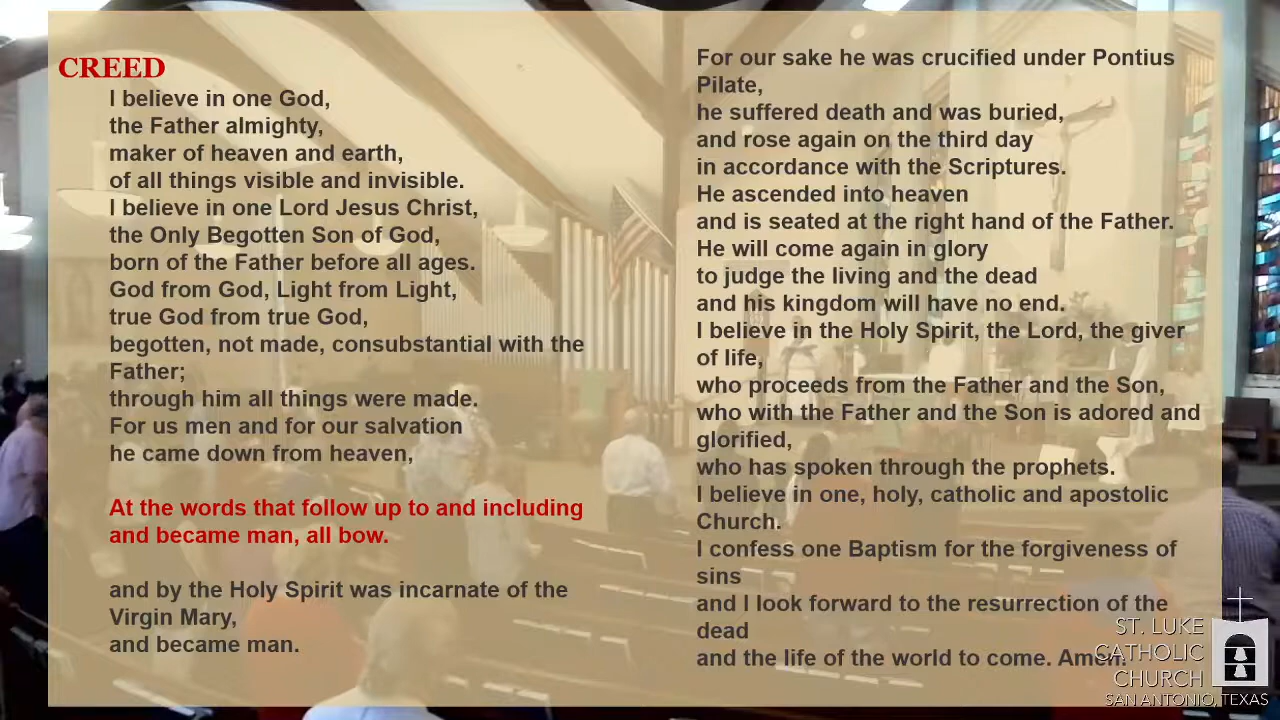 CREED
I believe in one God,
the Father almighty,
maker of heaven and earth,
of all things visible and invisible.
I believe in one Lord Jesus Christ,
the Only Begotten Son of God,
born of the Father before all ages.
God from God, Light from Light,
true God from true God,
begotten, not made, consubstantial with the
Father;
through him all things were made.
For us men and for our salvation
he came down from heaven,
At the words that follow up to and including
and became man, all bow.
and by the Holy Spirit was incarnate of the
Virgin Mary,
and became man.
For our sake he was crucified under Pontius
Pilate,
he suffered death and was buried,
and rose again on the third day
in accordance with the Scriptures.
He ascended into heaven
and is seated at the right hand of the Father.
He will come again in glory
to judge the living and the dead
and his kingdom will have no end.
I believe in the Holy Spirit, the Lord, the giver
of life,
who proceeds from the Father and the Son,
who with the Father and the Son is adored and
glorified,
who has spoken through the prophets.
I believe in one, holy, catholic and apostolic
Church.
I confess one Baptism for the forgiveness of
sins
and I look forward to the resurrection of the
dead
and the life of the world to come. Amen.
ST. LUKE
CATHOLIC
CHURCH
SAN ANTONIO, TEXAS